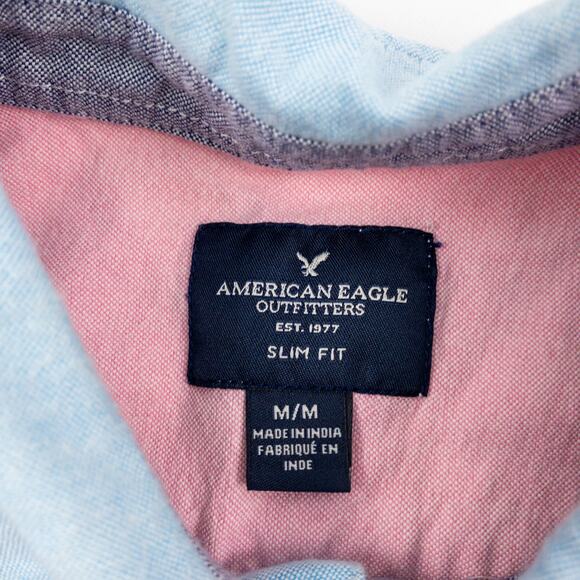 AMERICAN EAGLE
OUTFITTERS
EST. 1977
SLIM FIT
M/M
MADE IN INDIA
FABRIQUÉ EN
INDE